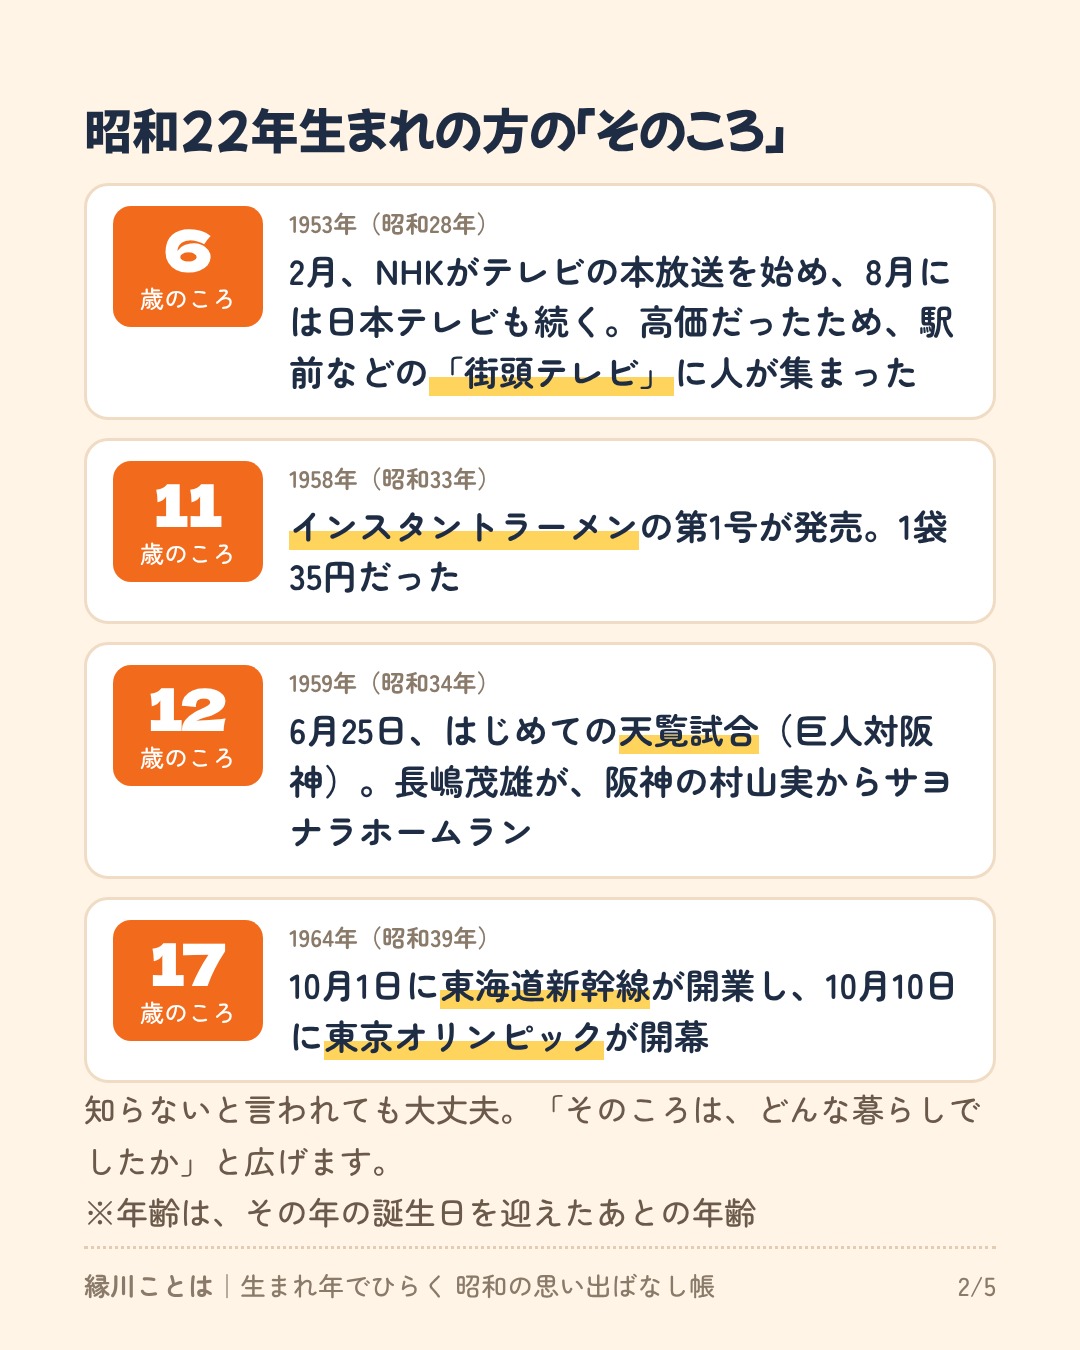 昭和22年生まれの方の「そのころ」
6
歳のころ
1953年（昭和28年）
2月、NHKがテレビの本放送を始め、8月に
は日本テレビも続く。高価だったため、駅
前などの「街頭テレビ」に人が集まった
11
歳のころ
1958年（昭和33年）
インスタントラーメンの第1号が発売。1袋
35円だった
12
歳のころ
1959年（昭和34年）
6月25日、はじめての天覧試合（巨人対阪
神）。長嶋茂雄が、阪神の村山実からサヨ
ナラホームラン
17
歳のころ
1964年（昭和39年）
10月1日に東海道新幹線が開業し、10月10日
に東京オリンピックが開幕
知らないと言われても大丈夫。「そのころは、どんな暮らしで
したか」と広げます。
※年齢は、その年の誕生日を迎えたあとの年齢
縁川ことは｜生まれ年でひらく 昭和の思い出ばなし帳
2/5